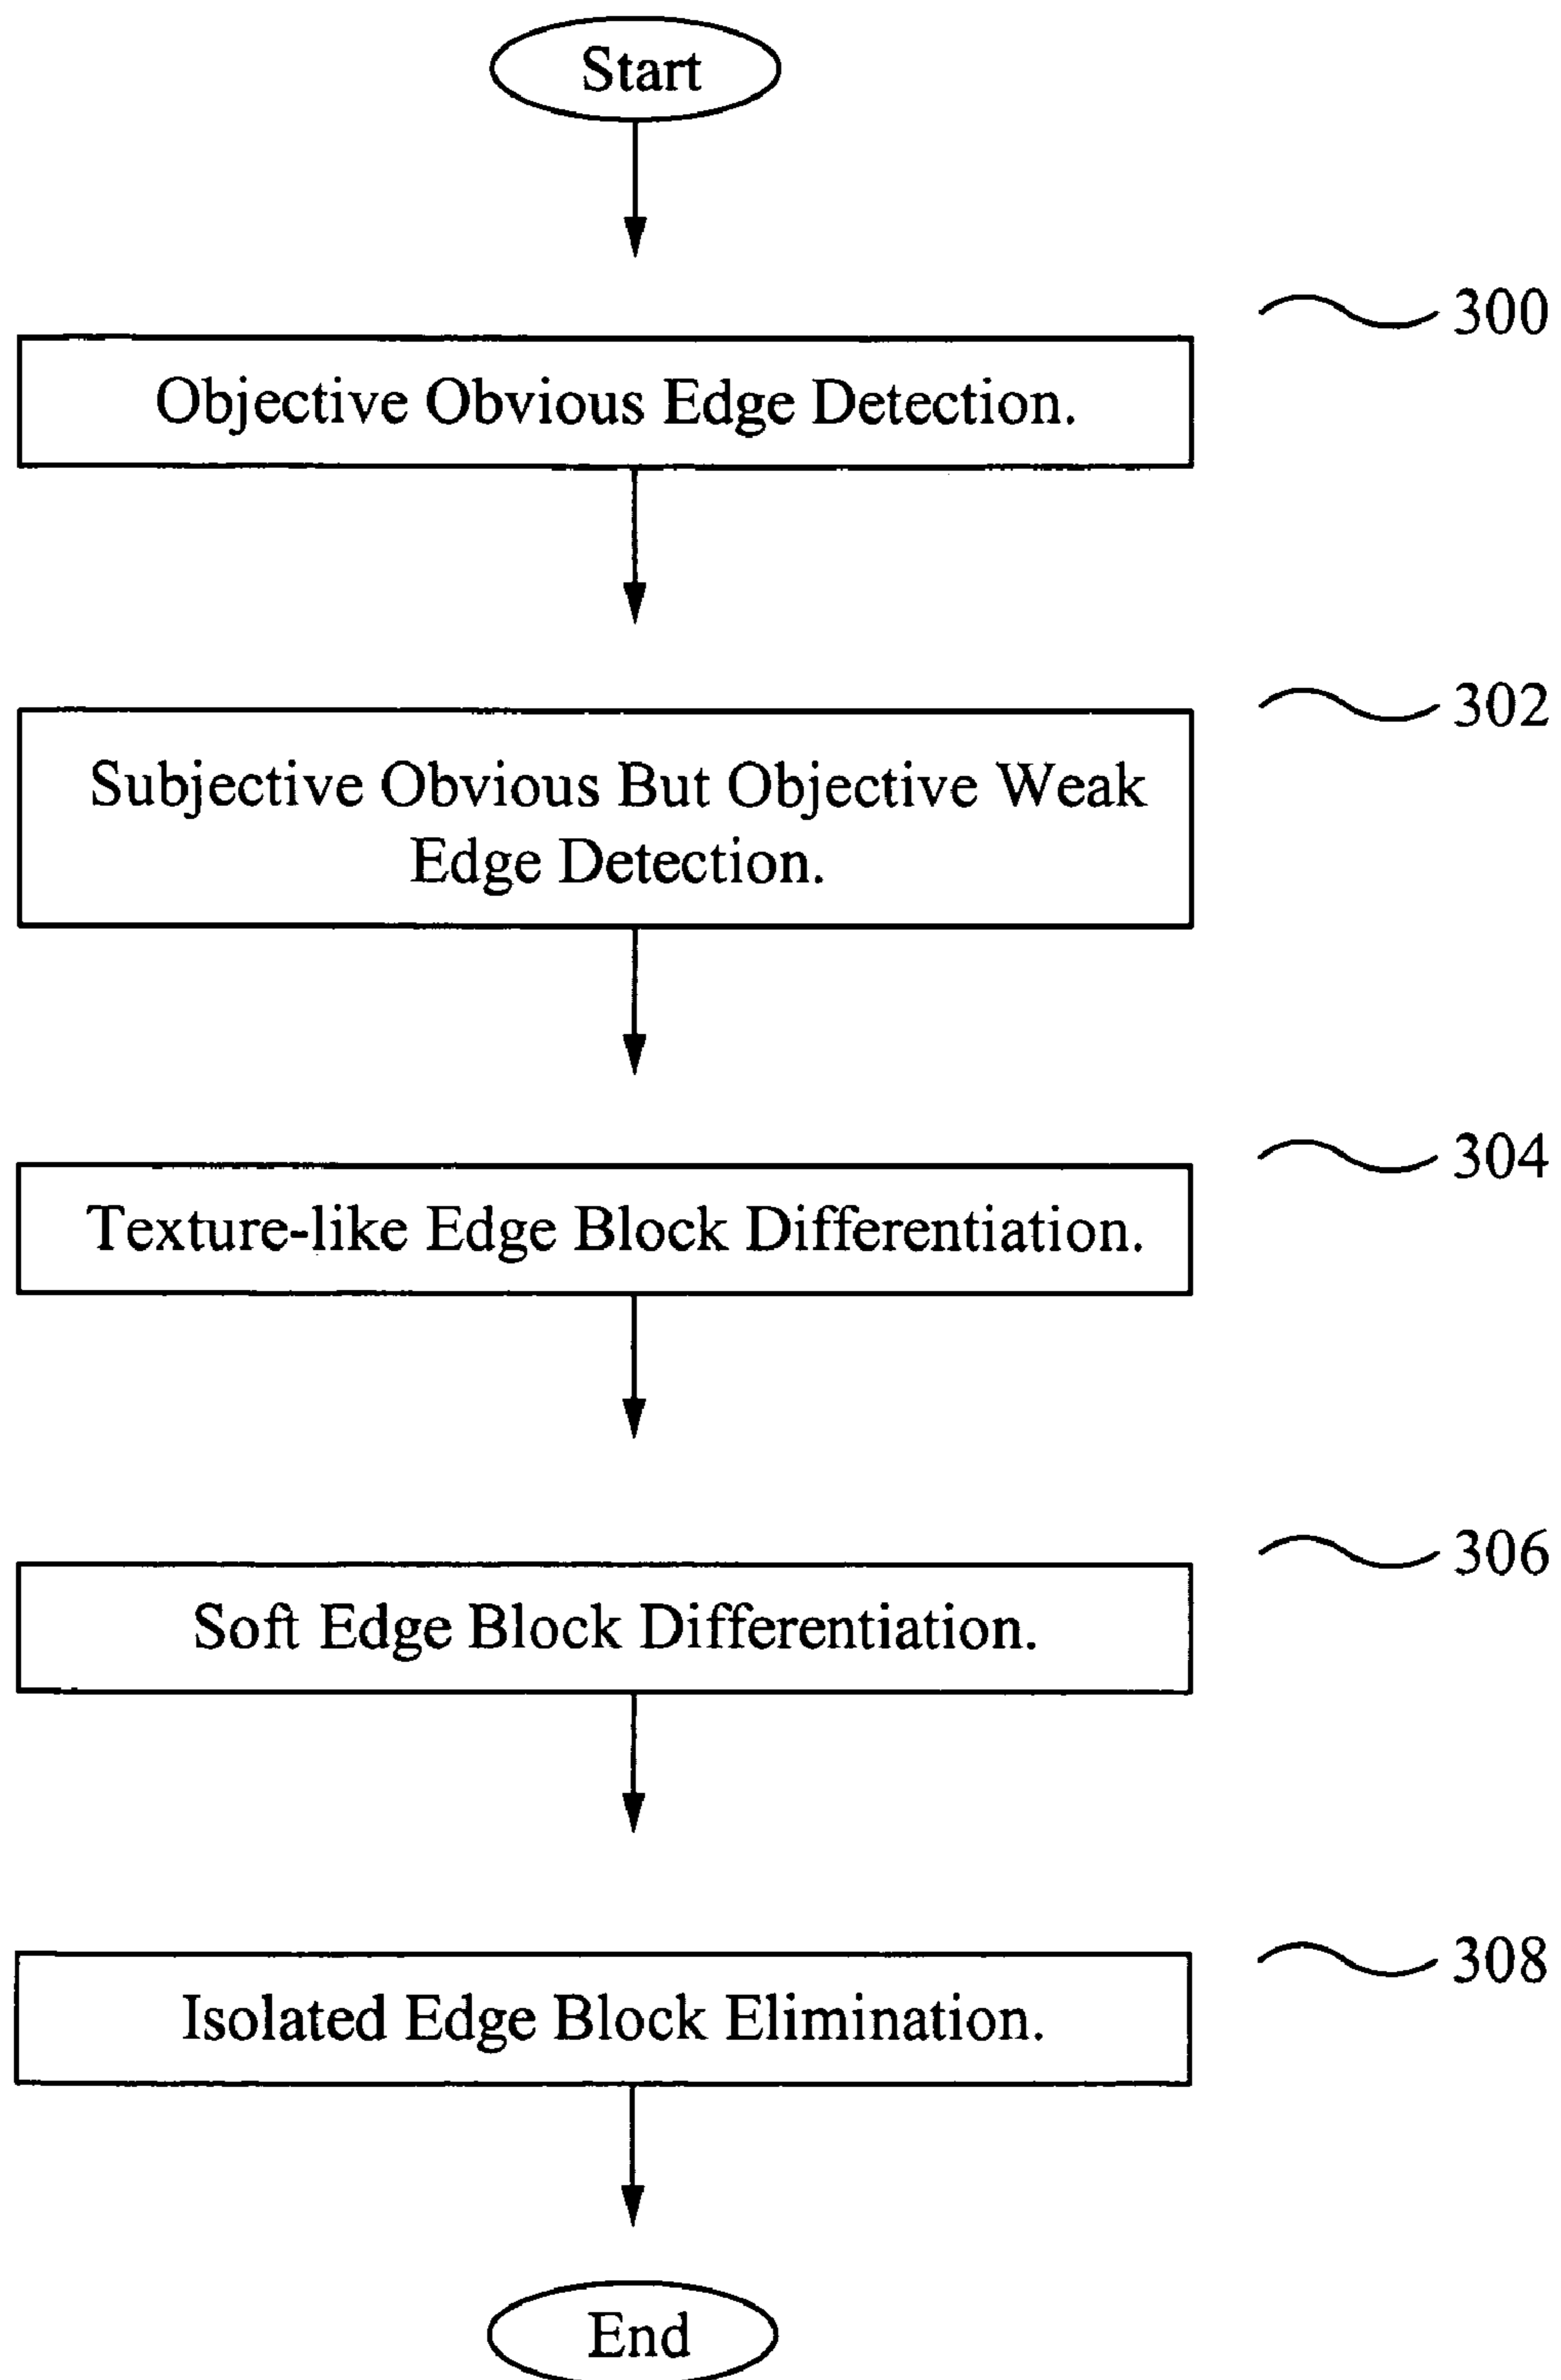 Start
300
Objective Obvious Edge Detection.
302
Subjective Obvious But Objective Weak
Edge Detection.
304
Texture-like Edge Block Differentiation.
306
Soft Edge Block Differentiation.
308
Isolated Edge Block Elimination.
End